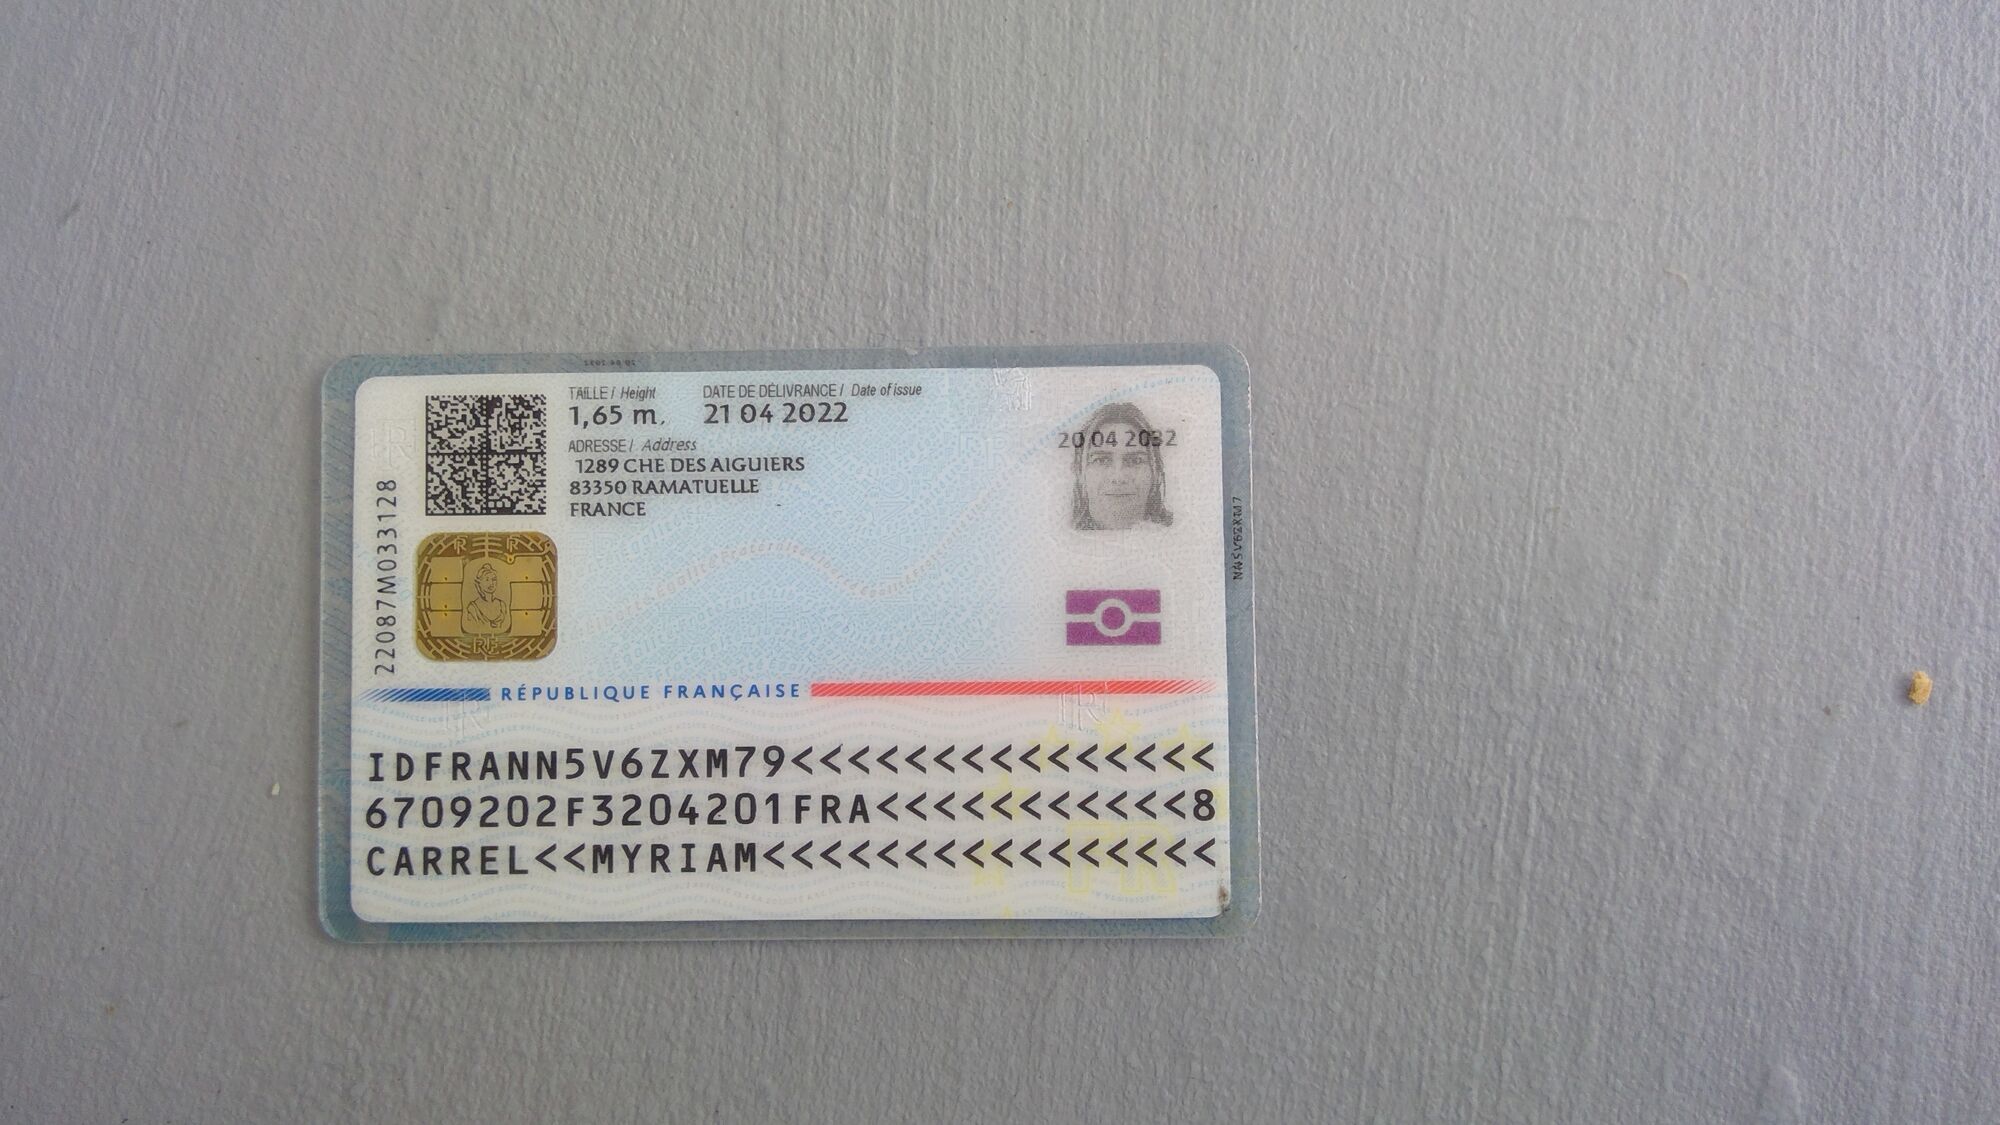 TAILLE / Height DATE DE DÉLIVRANCE / Date of issue
1,65 m. 21 04 2022
ADRESSE / Address
1289 CHE DES AIGUIERS
83350 RAMATUELLE
FRANCE
20 04 2032
22087M033128
RÉPUBLIQUE FRANÇAISE
IDFRANN5V6ZXM79<<<<<<<<<<<<<<<
6709202F3204201FRA<<<<<<<<<<<8
CARREL<<MYRIAM<<<<<<<<<<<<<<<<